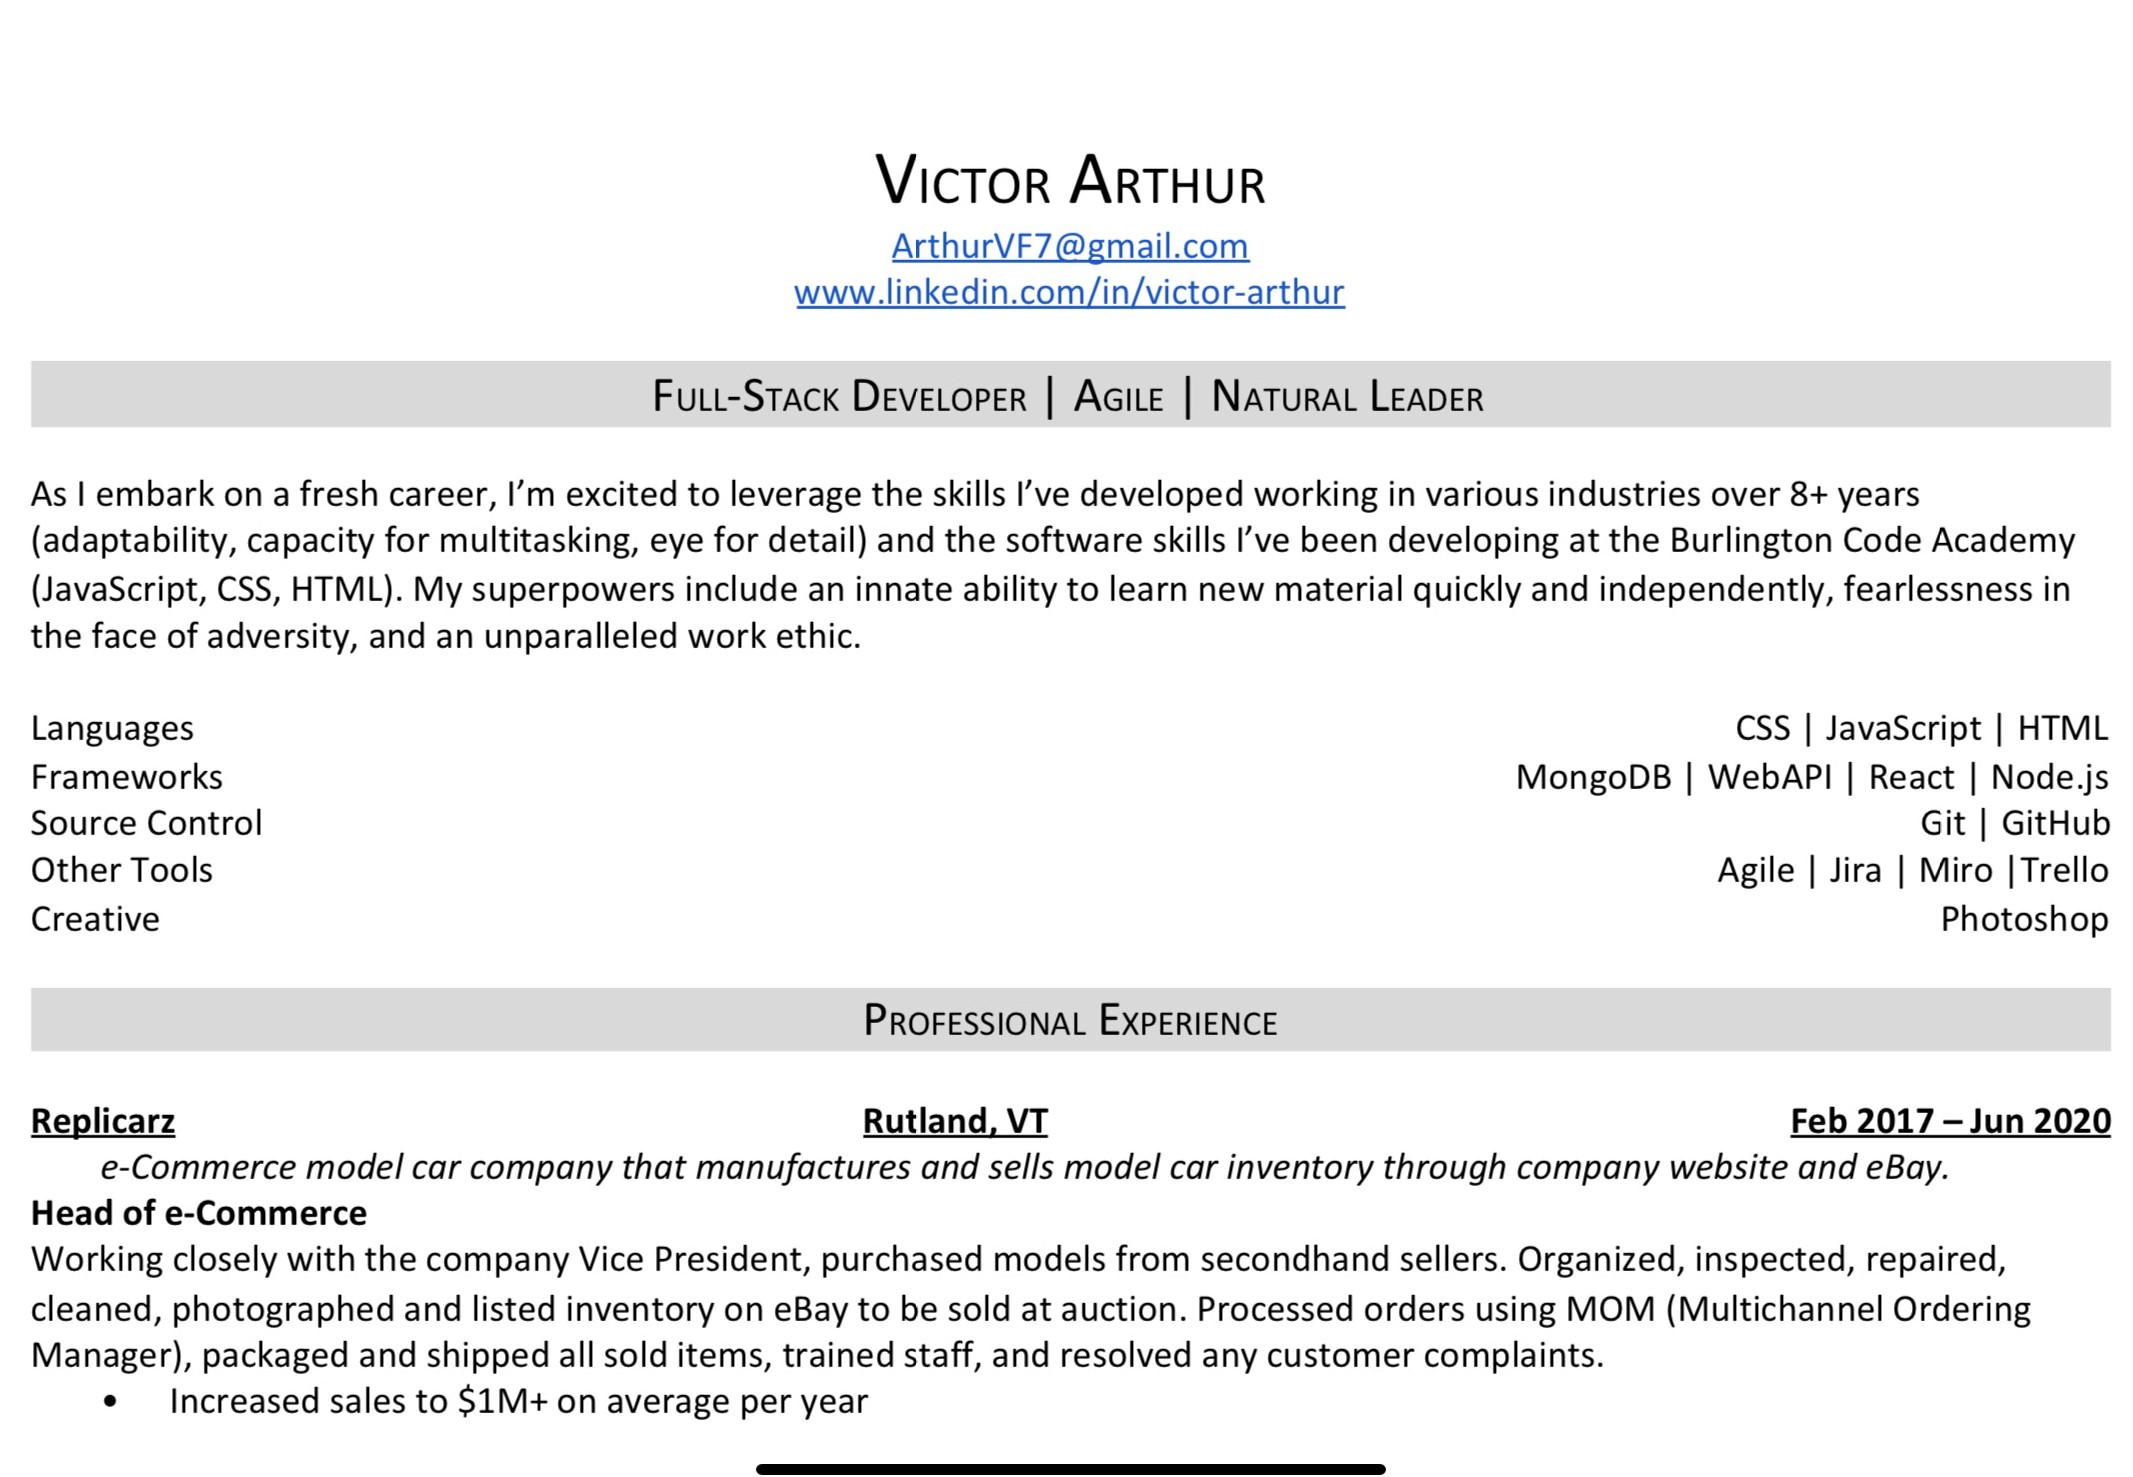 Victor Arthur
ArthurVF7@gmail.com
www.linkedin.com/in/victor-arthur
Full-Stack Developer | Agile | Natural Leader
As I embark on a fresh career, I’m excited to leverage the skills I’ve developed working in various industries over 8+ years
(adaptability, capacity for multitasking, eye for detail) and the software skills I’ve been developing at the Burlington Code Academy
(JavaScript, CSS, HTML). My superpowers include an innate ability to learn new material quickly and independently, fearlessness in
the face of adversity, and an unparalleled work ethic.
Languages CSS | JavaScript | HTML
Frameworks MongoDB | WebAPI | React | Node.js
Source Control Git | GitHub
Other Tools Agile | Jira | Miro |Trello
Creative Photoshop
Professional Experience
Replicarz Rutland, VT Feb 2017 – Jun 2020
e-Commerce model car company that manufactures and sells model car inventory through company website and eBay.
Head of e-Commerce
Working closely with the company Vice President, purchased models from secondhand sellers. Organized, inspected, repaired,
cleaned, photographed and listed inventory on eBay to be sold at auction. Processed orders using MOM (Multichannel Ordering
Manager), packaged and shipped all sold items, trained staff, and resolved any customer complaints.
• Increased sales to $1M+ on average per year